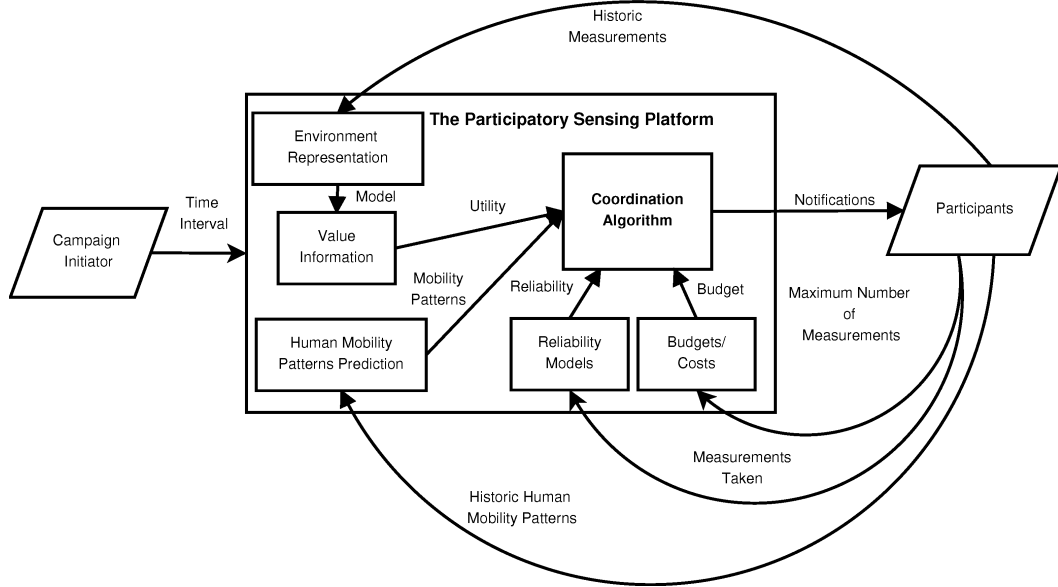 Historic
Measurements
The Participatory Sensing Platform
Environment
Representation
Model
Value
Information
Utility
Coordination
Algorithm
Notifications
Participants
Time
Interval
Campaign
Initiator
Mobility
Patterns
Reliability
Budget
Maximum Number
of
Measurements
Human Mobility
Patterns Prediction
Reliability
Models
Budgets/
Costs
Measurements
Taken
Historic Human
Mobility Patterns